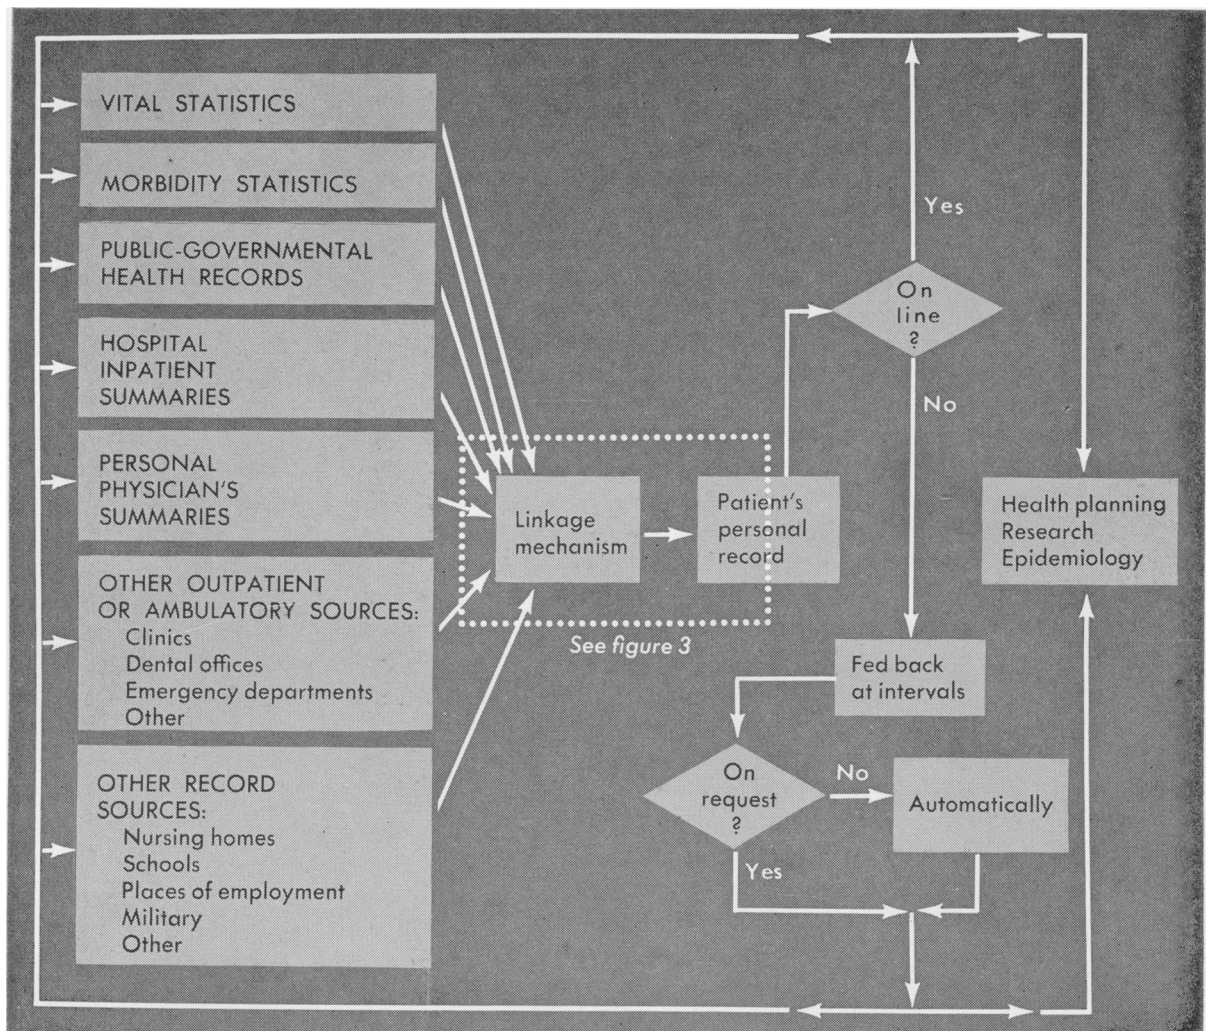 VITAL STATISTICS
MORBIDITY STATISTICS
PUBLIC-GOVERNMENTAL
HEALTH RECORDS
HOSPITAL
INPATIENT
SUMMARIES
PERSONAL
PHYSICIAN'S
SUMMARIES
OTHER OUTPATIENT
OR AMBULATORY SOURCES:
Clinics
Dental offices
Emergency departments
Other
OTHER RECORD
SOURCES:
Nursing homes
Schools
Places of employment
Military
Other
Linkage
mechanism
Patient's
personal
record
See figure 3
On
line
?
Yes
No
Health planning
Research
Epidemiology
Fed back
at intervals
On
request
?
No
Automatically
Yes